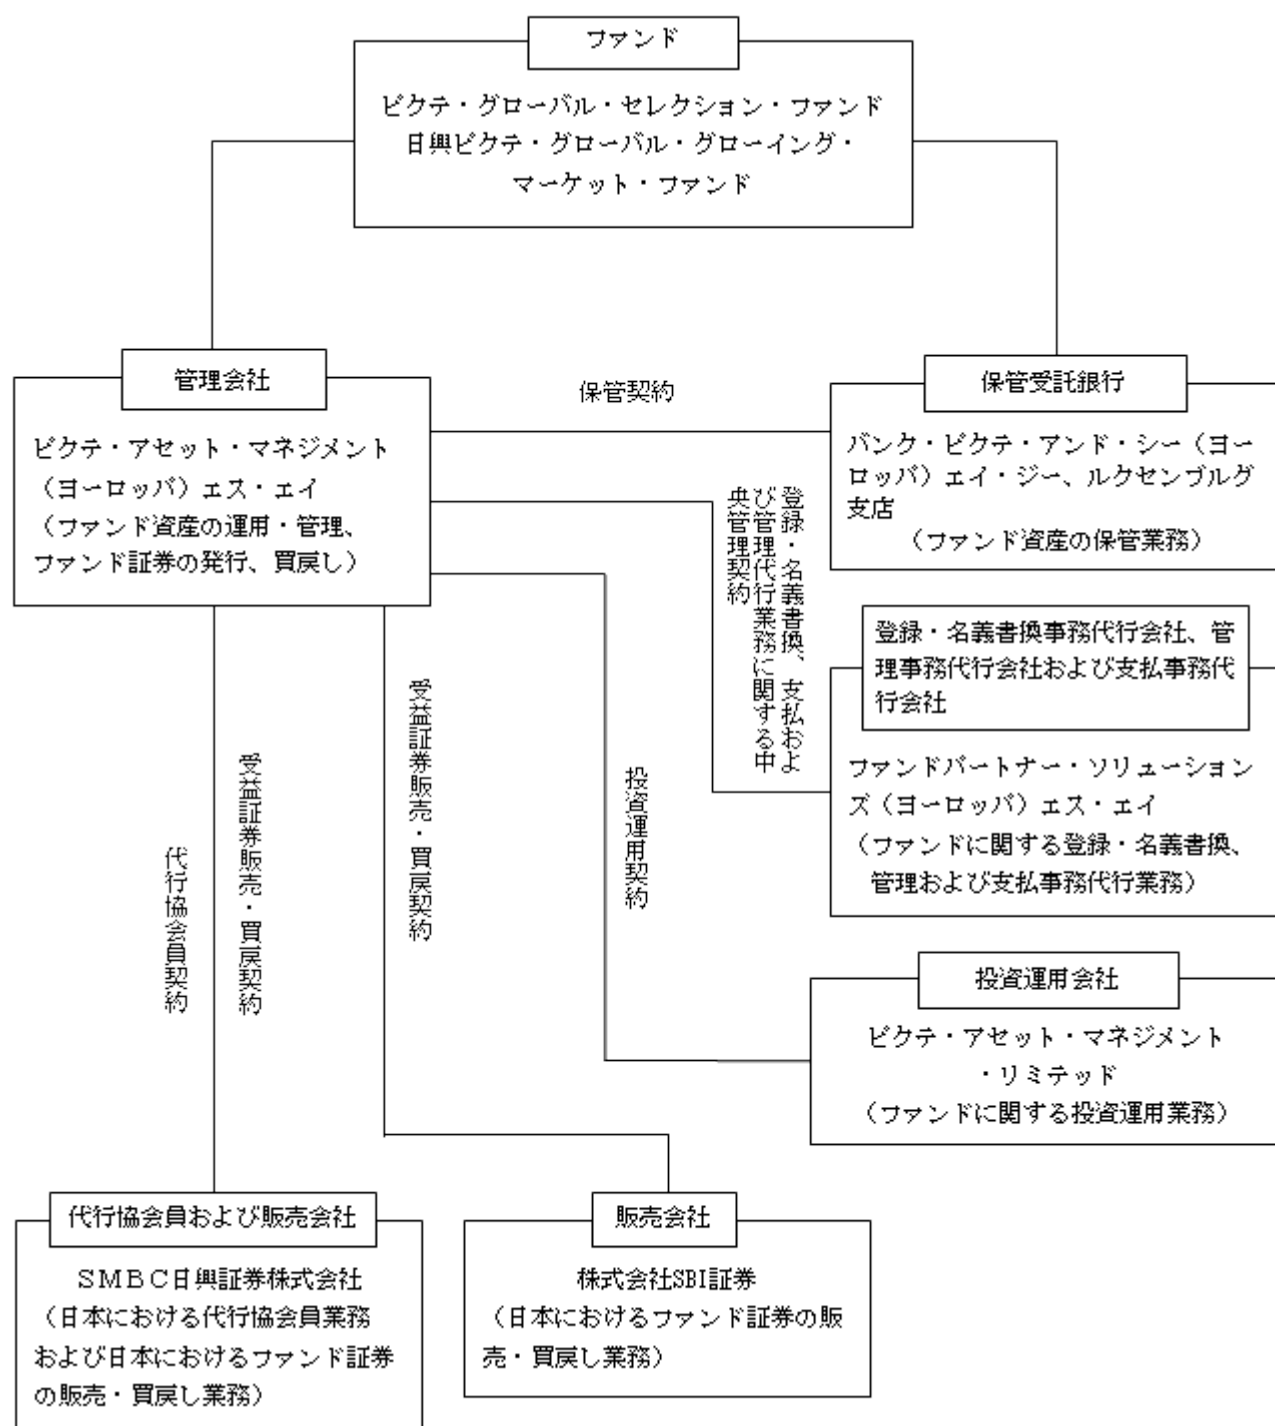 ファンド
ピクテ・グローバル・セレクション・ファンド
日興ピクテ・グローバル・グローイング・
マーケット・ファンド
管理会社
ピクテ・アセット・マネジメント
（ヨーロッパ）エス・エイ
（ファンド資産の運用・管理、
ファンド証券の発行、買戻し）
保管契約
保管受託銀行
バンク・ピクテ・アンド・シー（ヨー
ロッパ）エイ・ジー、ルクセンブルグ
支店
（ファンド資産の保管業務）
登録・名義書換、支払およ
び管理代行業務に関する中
央管理契約
登録・名義書換事務代行会社、管
理事務代行会社および支払事務代
行会社
ファンドパートナー・ソリューション
ズ（ヨーロッパ）エス・エイ
（ファンドに関する登録・名義書換、
管理および支払事務代行業務）
投資運用契約
投資運用会社
ピクテ・アセット・マネジメント
・リミテッド
（ファンドに関する投資運用業務）
受益証券販売・買戻契約
受益証券販売・買戻契約
代行協会員契約
代行協会員および販売会社
ＳＭＢＣ日興証券株式会社
（日本における代行協会員業務
および日本におけるファンド証券
の販売・買戻し業務）
販売会社
株式会社SBI証券
（日本におけるファンド証券の販
売・買戻し業務）